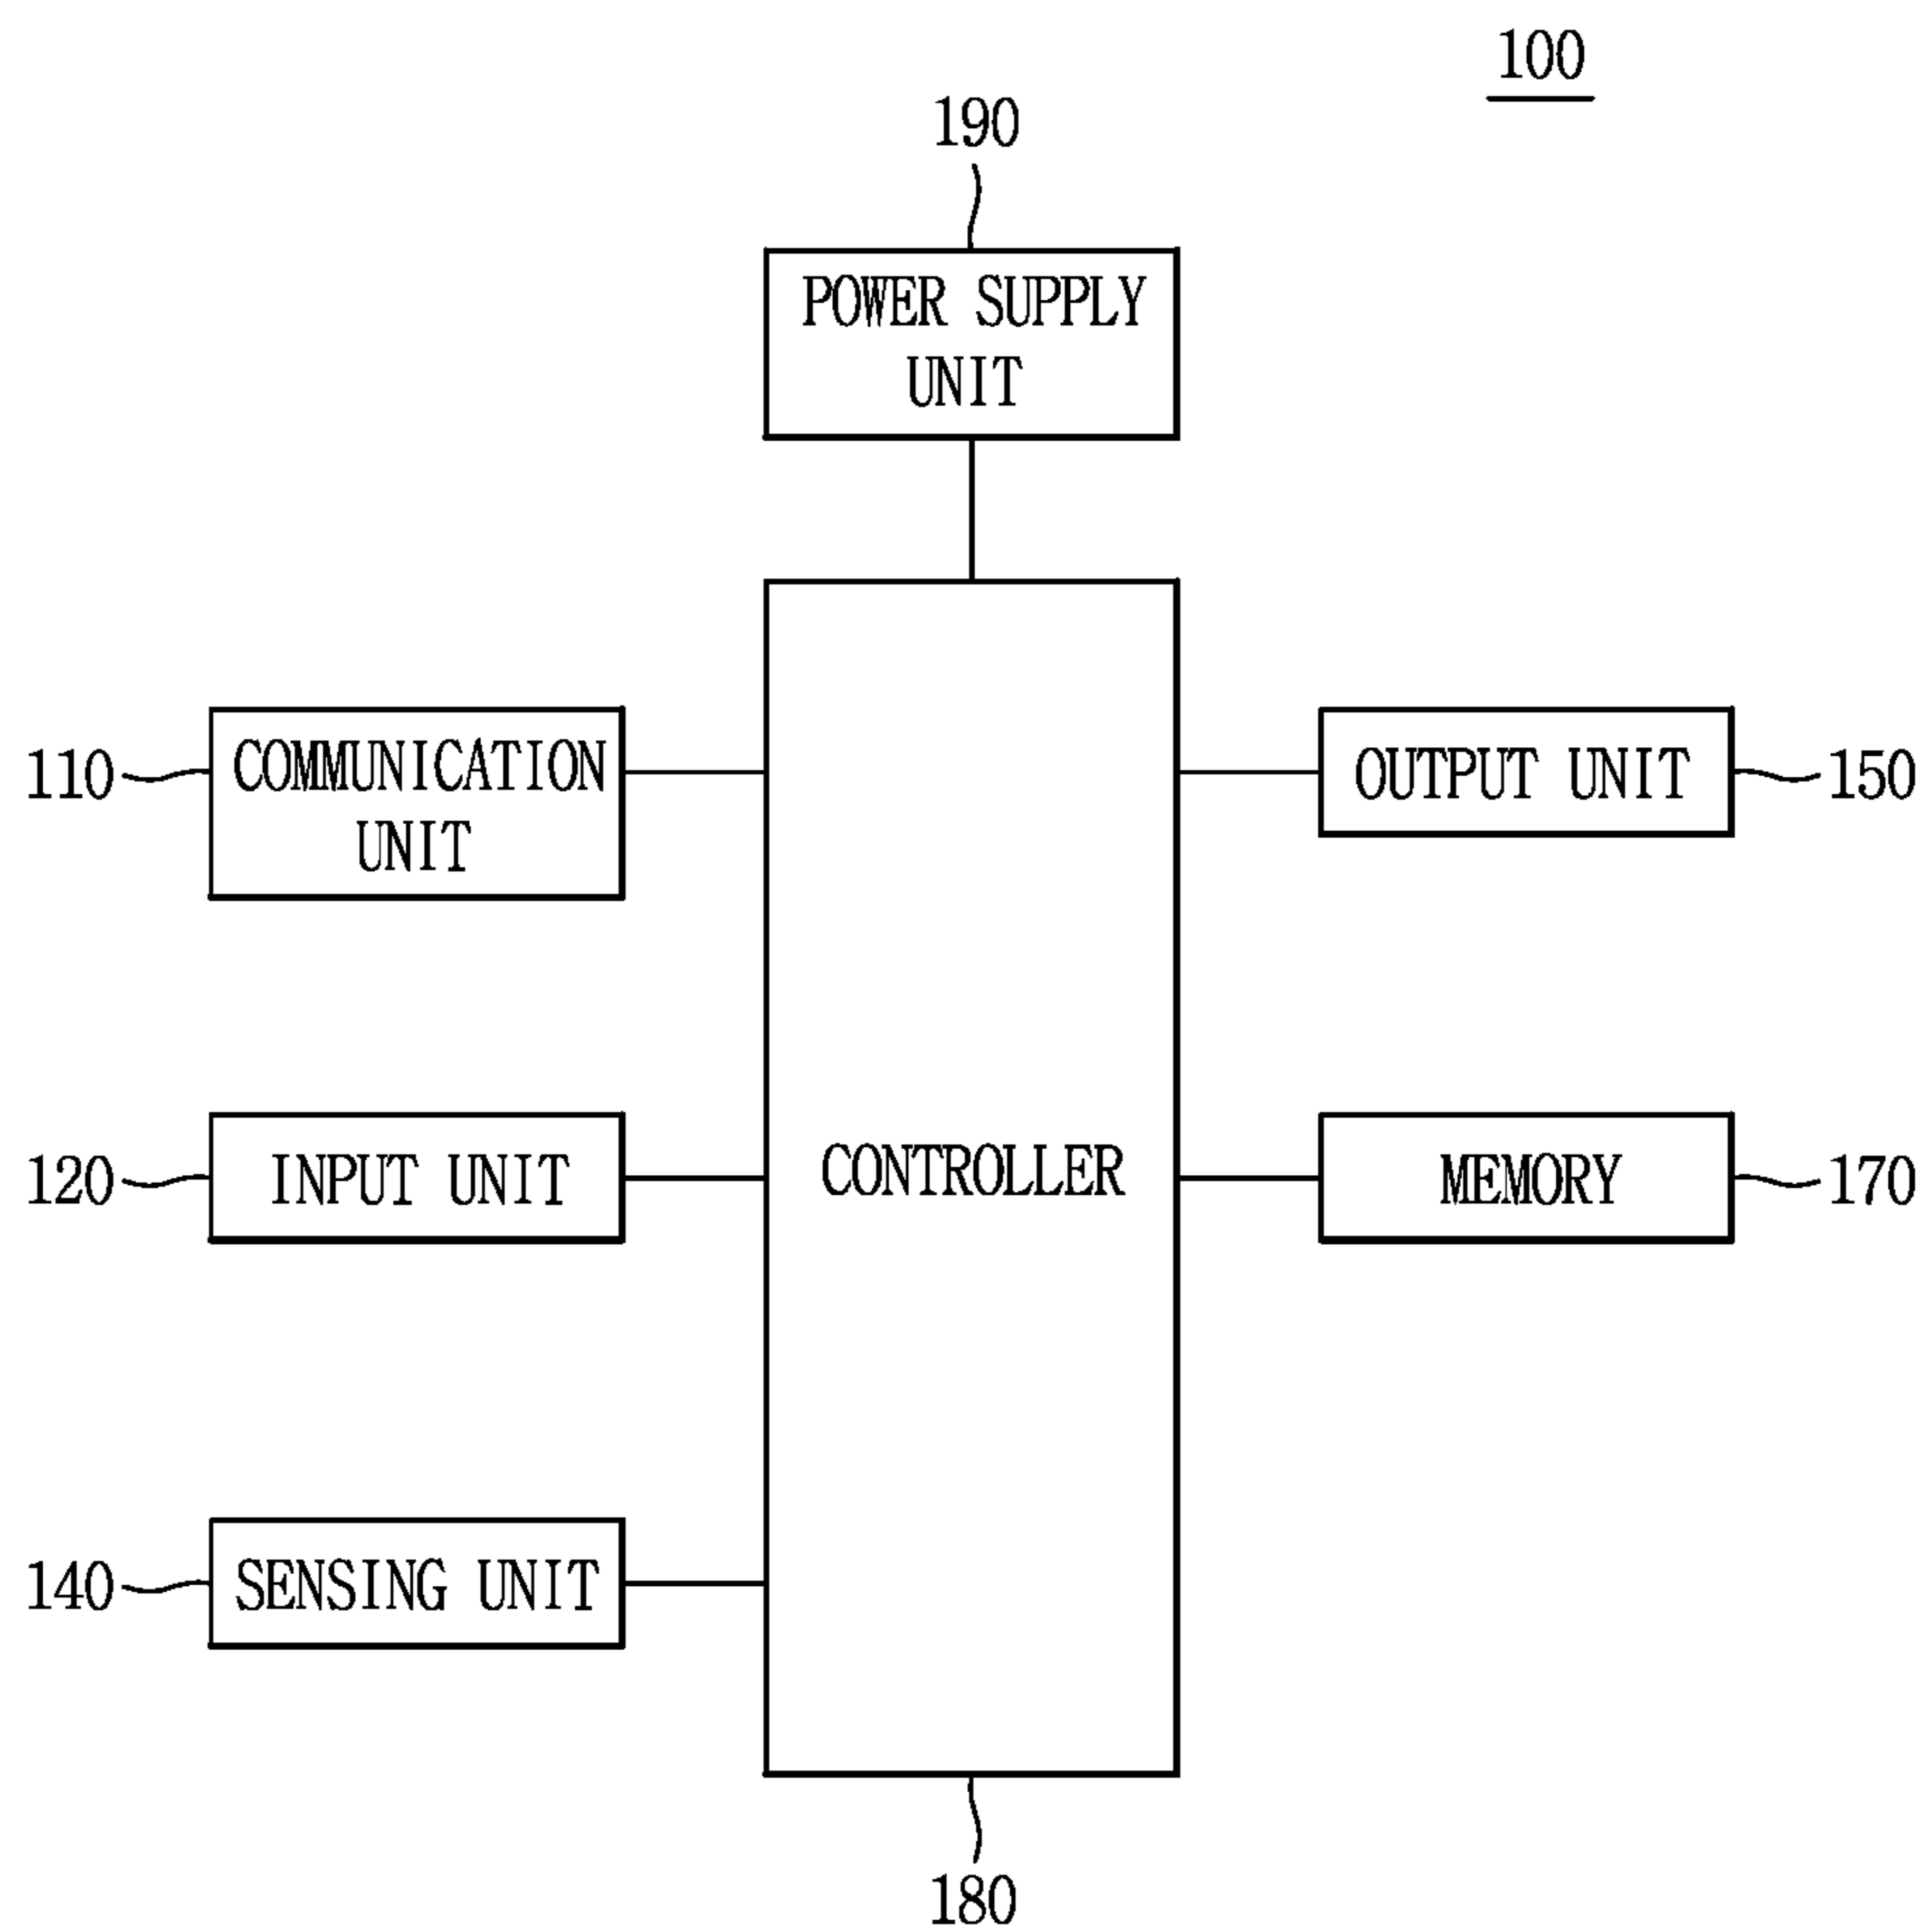 100
190
POWER SUPPLY
UNIT
110
COMMUNICATION
UNIT
OUTPUT UNIT
150
120
INPUT UNIT
CONTROLLER
MEMORY
170
140
SENSING UNIT
180